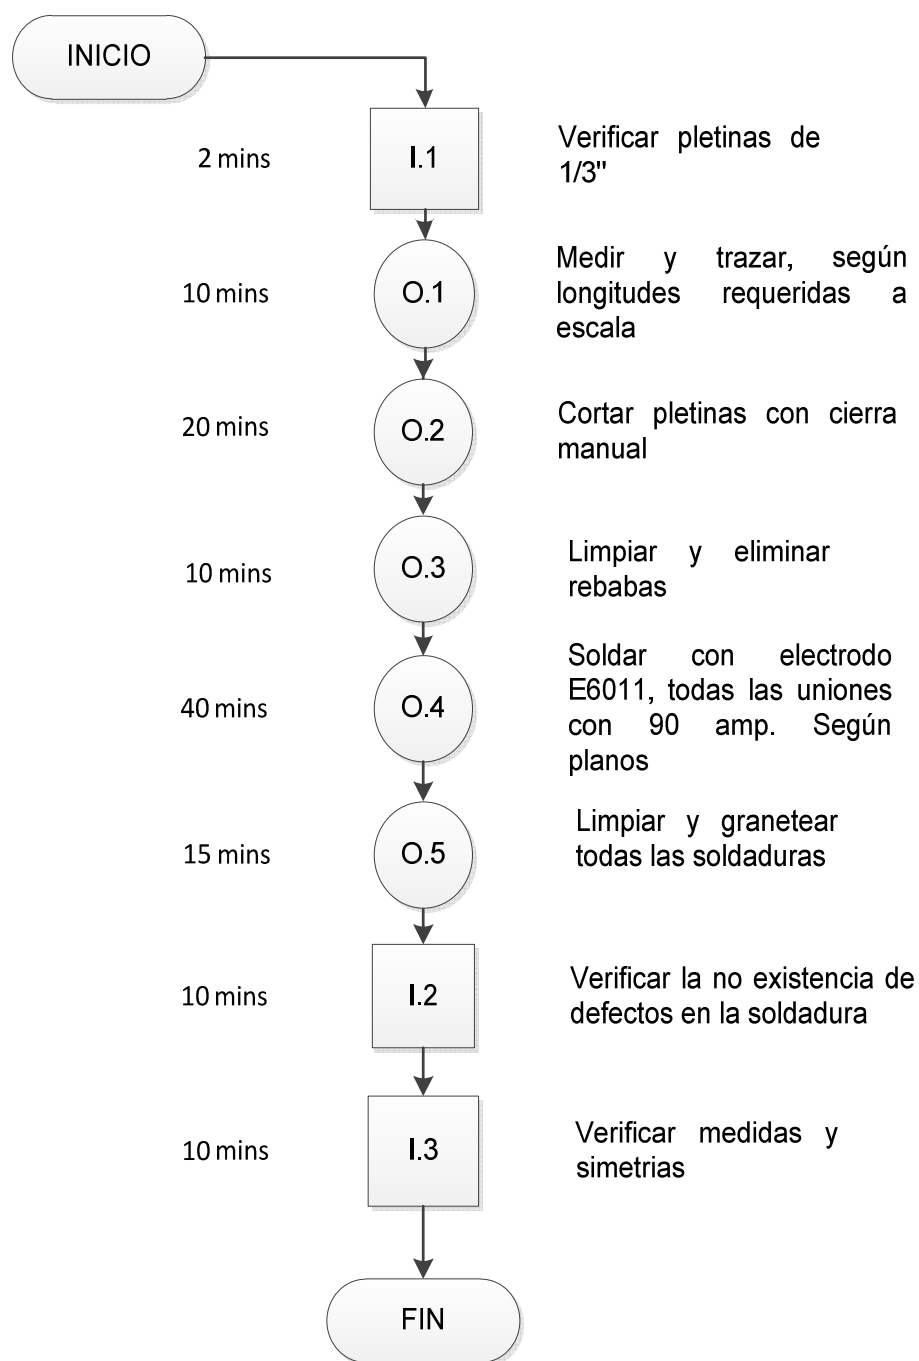 INICIO
2 mins
I.1
Verificar pletinas de
1/3"
10 mins
O.1
Medir y trazar, según
longitudes requeridas a
escala
20 mins
O.2
Cortar pletinas con cierra
manual
10 mins
O.3
Limpiar y eliminar
rebabas
40 mins
O.4
Soldar con electrodo
E6011, todas las uniones
con 90 amp. Según
planos
15 mins
O.5
Limpiar y granetear
todas las soldaduras
10 mins
I.2
Verificar la no existencia de
defectos en la soldadura
10 mins
I.3
Verificar medidas y
simetrias
FIN